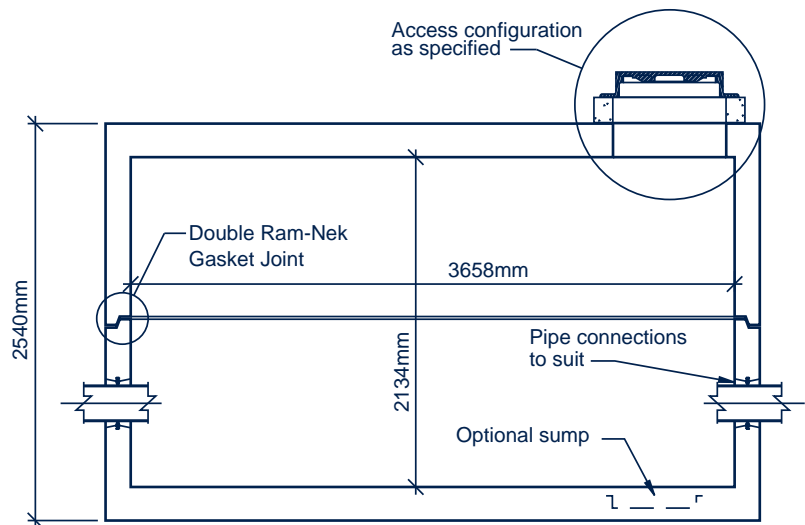 Access configuration
as specified
Double Ram-Nek
Gasket Joint
3658mm
2540mm
2134mm
Pipe connections
to suit
Optional sump